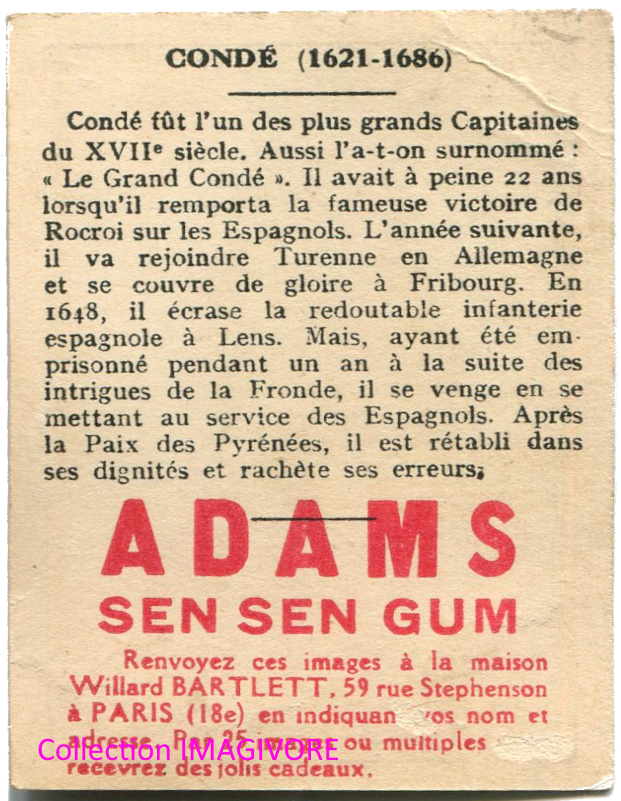 CONDÉ (1621-1686)
Condé fût l'un des plus grands Capitaines
du XVIIe siècle. Aussi l'a-t-on surnommé :
« Le Grand Condé ». Il avait à peine 22 ans
lorsqu'il remporta la fameuse victoire de
Rocroi sur les Espagnols. L'année suivante,
il va rejoindre Turenne en Allemagne
et se couvre de gloire à Fribourg. En
1648, il écrase la redoutable infanterie
espagnole à Lens. Mais, ayant été em-
prisonné pendant un an à la suite des
intrigues de la Fronde, il se venge en se
mettant au service des Espagnols. Après
la Paix des Pyrénées, il est rétabli dans
ses dignités et rachète ses erreurs.
ADAMS
SEN SEN GUM
Renvoyez ces images à la maison
Willard BARTLETT, 59 rue Stephenson
à PARIS (18e) en indiquan vos nom et
adresse. Par 25 images ou multiples
recevrez des jolis cadeaux.
Collection IMAGIVORE